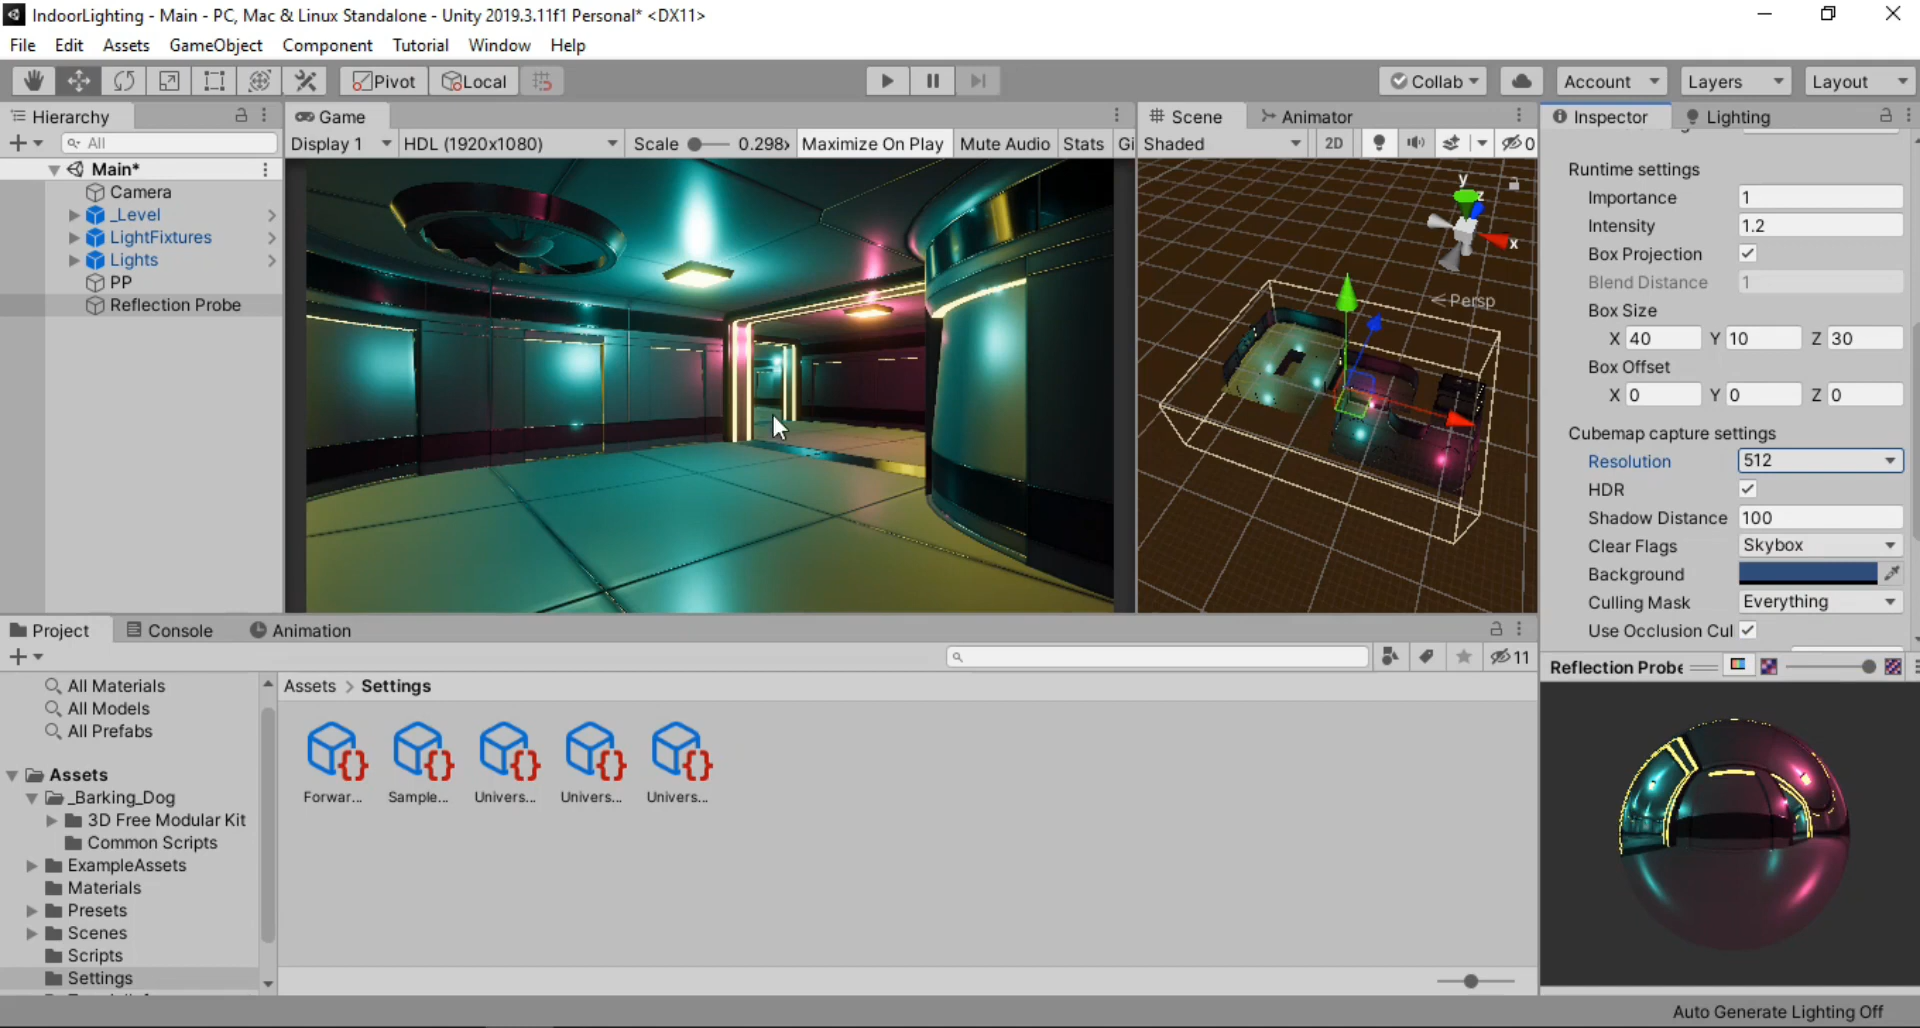 IndoorLighting - Main - PC, Mac & Linux Standalone - Unity 2019.3.11f1 Personal* <DX11>
File Edit Assets GameObject Component Tutorial Window Help
Pivot Local Collab Account Layers Layout
Hierarchy
All
Main*
Camera
_Level
LightFixtures
Lights
PP
Reflection Probe
Game
Display 1 HDL (1920x1080) Scale 0.298x Maximize On Play Mute Audio Stats Gi
Scene Animator
Shaded 2D 0
y
z
x
Persp
Inspector Lighting
Runtime settings
Importance 1
Intensity 1.2
Box Projection
Blend Distance 1
Box Size
X 40 Y 10 Z 30
Box Offset
X 0 Y 0 Z 0
Cubemap capture settings
Resolution 512
HDR
Shadow Distance 100
Clear Flags Skybox
Background
Culling Mask Everything
Use Occlusion Cul
Reflection Probe
Project Console Animation
11
All Materials
All Models
All Prefabs
Assets
_Barking_Dog
3D Free Modular Kit
Common Scripts
ExampleAssets
Materials
Presets
Scenes
Scripts
Settings
Assets > Settings
Forwar... Sample... Univers... Univers... Univers...
Auto Generate Lighting Off